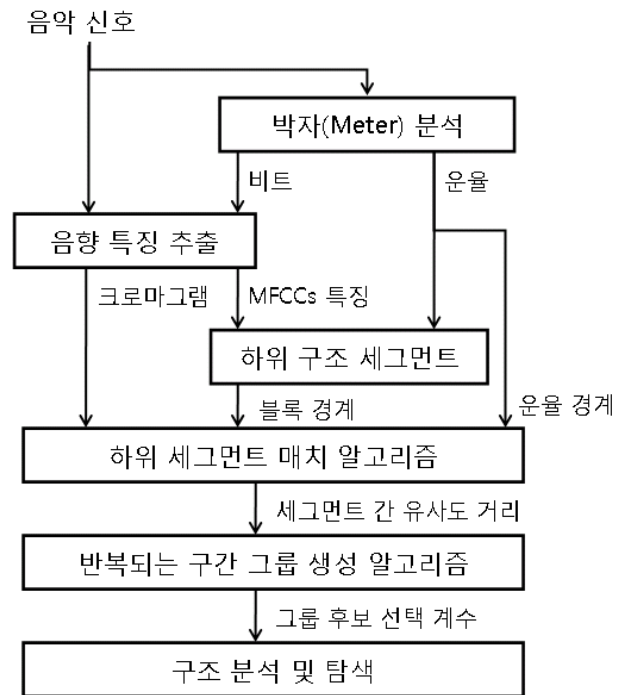 음악 신호
박자(Meter) 분석
비트
운율
음향 특징 추출
크로마그램
MFCCs 특징
하위 구조 세그먼트
블록 경계
운율 경계
하위 세그먼트 매치 알고리즘
세그먼트 간 유사도 거리
반복되는 구간 그룹 생성 알고리즘
그룹 후보 선택 계수
구조 분석 및 탐색